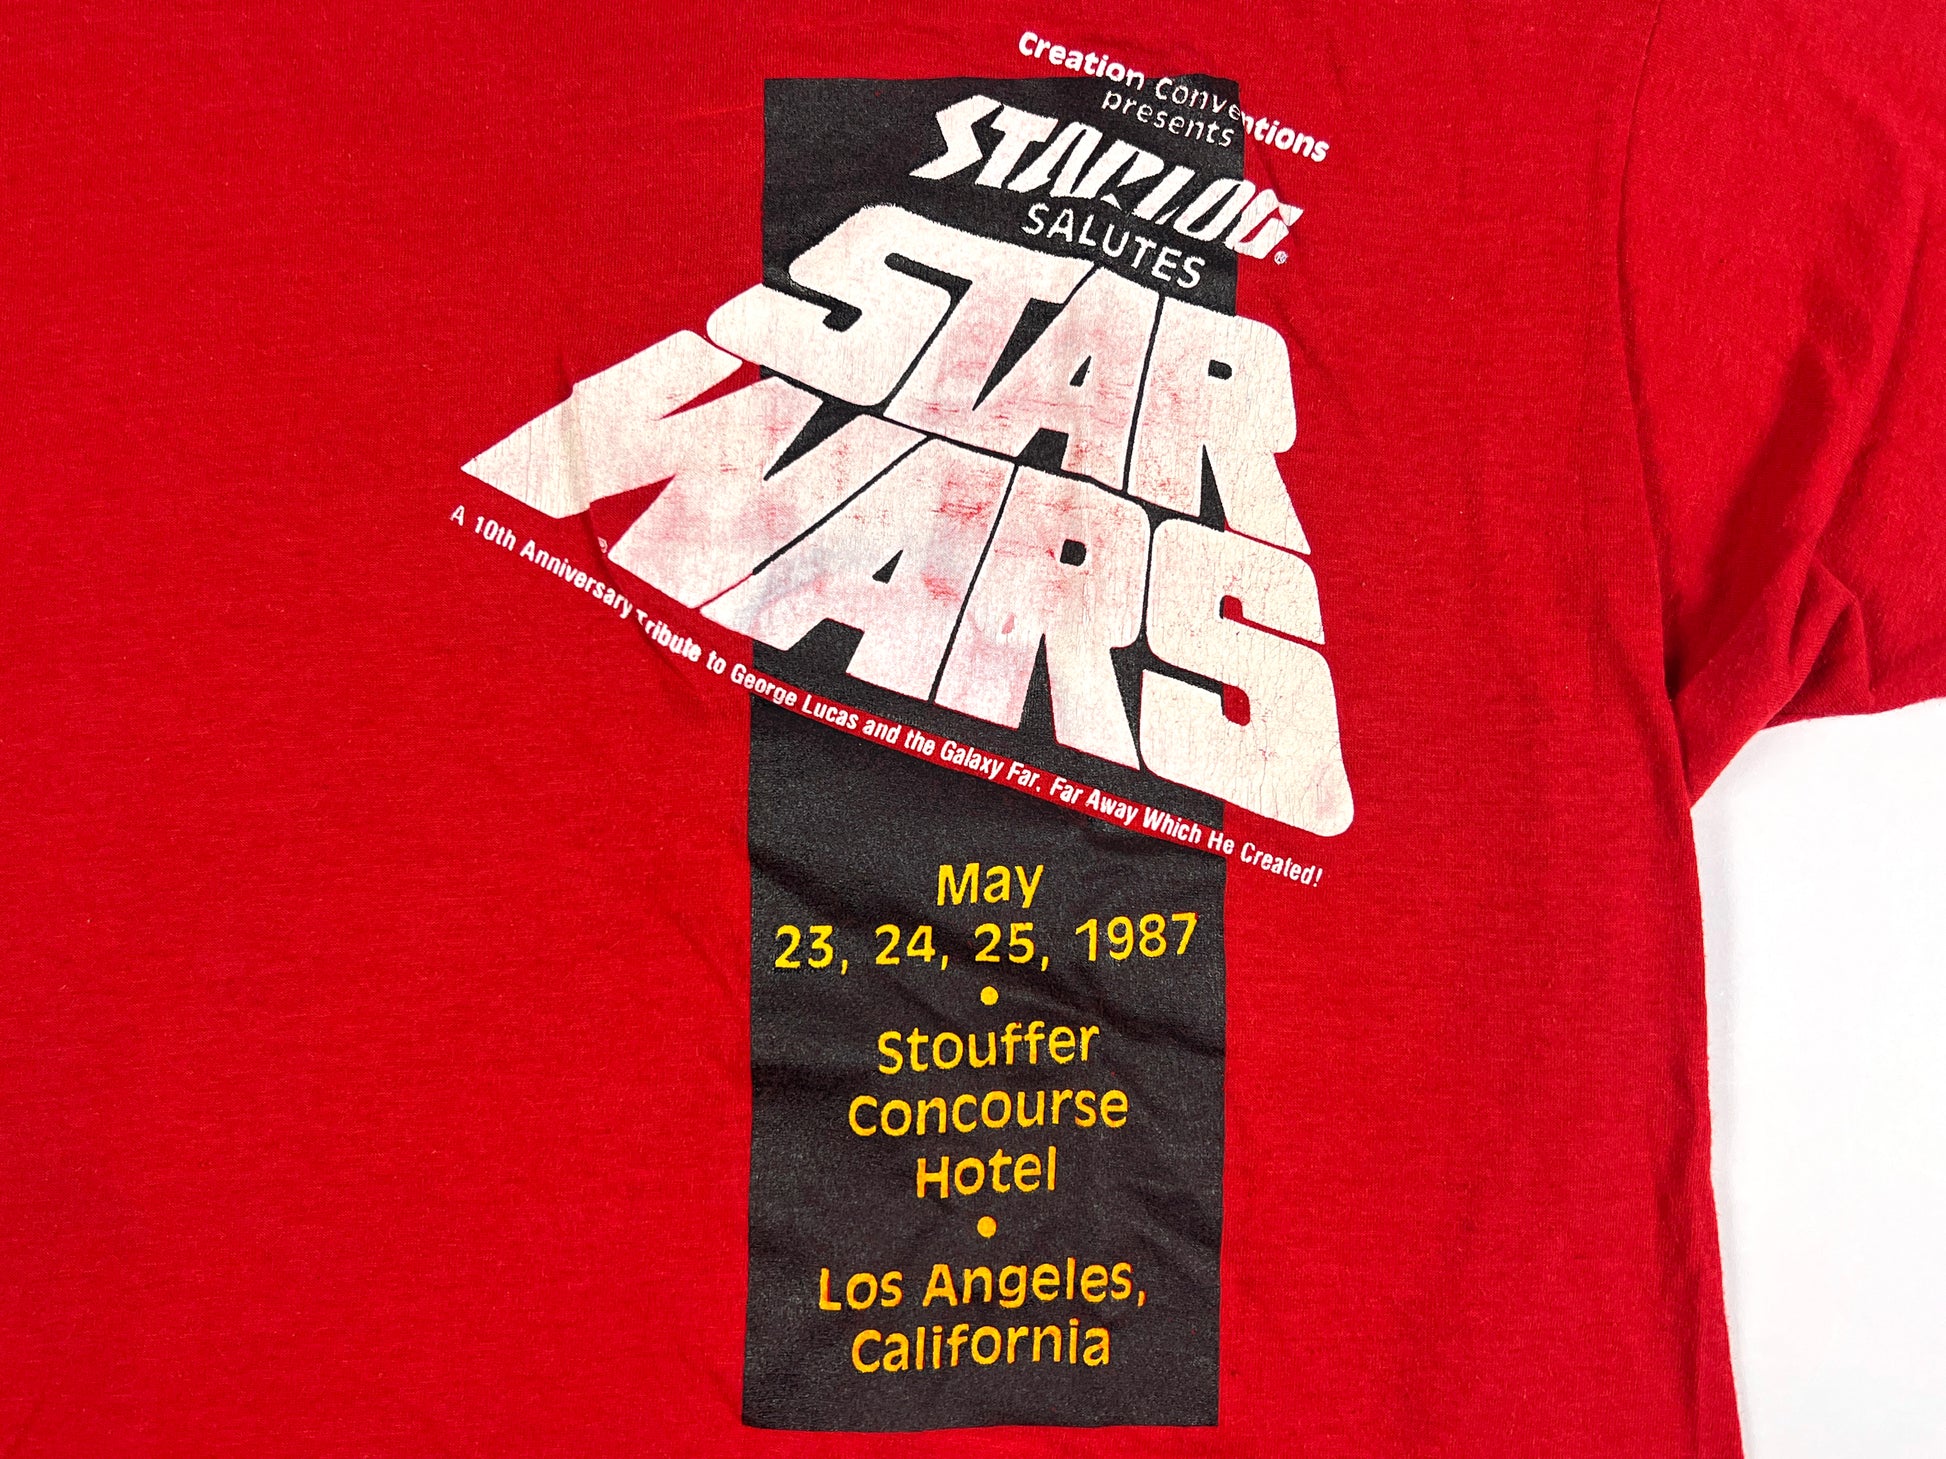 Creation Conventions
presents
STARLOG®
SALUTES
STAR
WARS
®
A 10th Anniversary Tribute to George Lucas and the Galaxy Far, Far Away Which He Created!
May
23, 24, 25, 1987
•
Stouffer
Concourse
Hotel
•
Los Angeles,
California